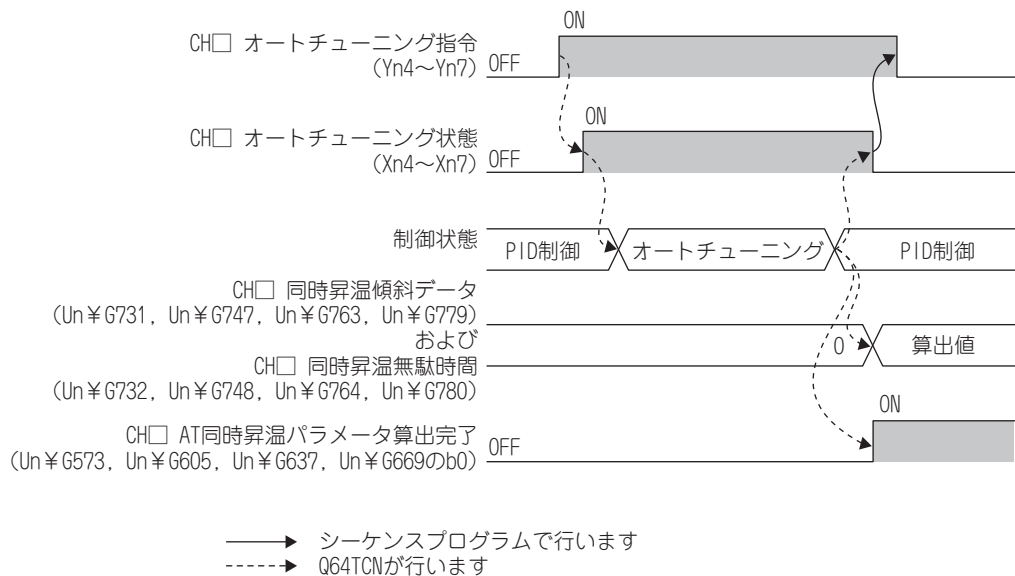 ON
CH□ オートチューニング指令
(Yn4～Yn7)
OFF
ON
CH□ オートチューニング状態
(Xn4～Xn7)
OFF
制御状態
PID制御
オートチューニング
PID制御
CH□ 同時昇温傾斜データ
(Un￥G731, Un￥G747, Un￥G763, Un￥G779)
および
CH□ 同時昇温無駄時間
(Un￥G732, Un￥G748, Un￥G764, Un￥G780)
0
算出値
ON
CH□ AT同時昇温パラメータ算出完了
(Un￥G573, Un￥G605, Un￥G637, Un￥G669のb0)
OFF
シーケンスプログラムで行います
Q64TCNが行います